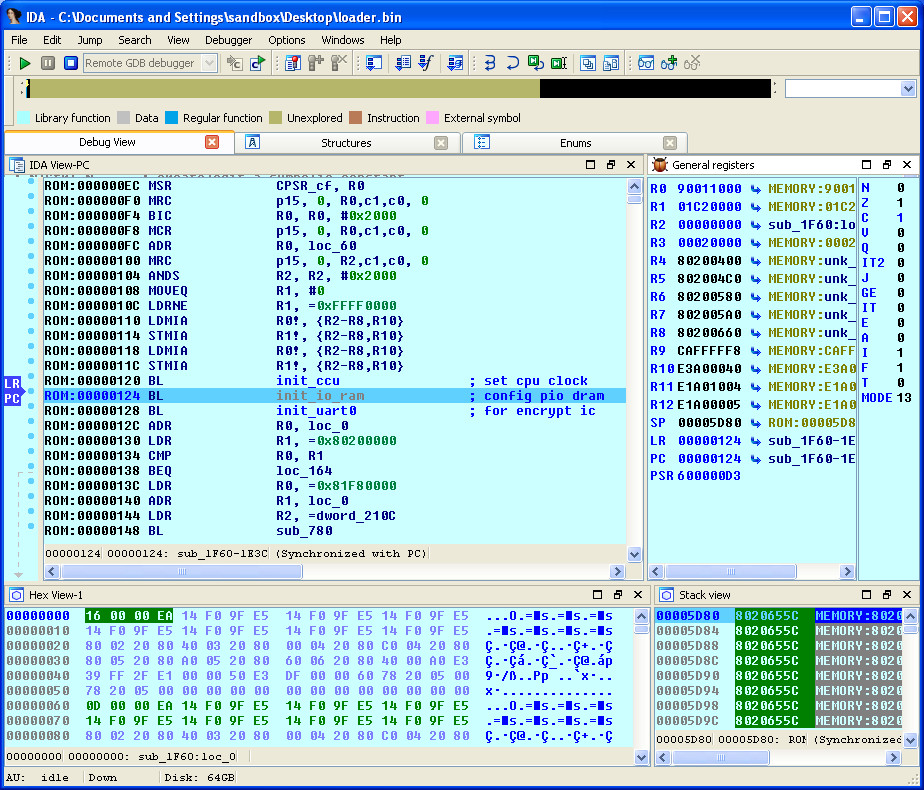 IDA - C:\Documents and Settings\sandbox\Desktop\loader.bin
File Edit Jump Search View Debugger Options Windows Help
Remote GDB debugger
Library function Data Regular function Unexplored Instruction External symbol
Debug View Structures Enums
IDA View-PC
ROM:000000EC MSR CPSR_cf, R0
ROM:000000F0 MRC p15, 0, R0,c1,c0, 0
ROM:000000F4 BIC R0, R0, #0x2000
ROM:000000F8 MCR p15, 0, R0,c1,c0, 0
ROM:000000FC ADR R0, loc_60
ROM:00000100 MRC p15, 0, R2,c1,c0, 0
ROM:00000104 ANDS R2, R2, #0x2000
ROM:00000108 MOVEQ R1, #0
ROM:0000010C LDRNE R1, =0xFFFF0000
ROM:00000110 LDMIA R0!, {R2-R8,R10}
ROM:00000114 STMIA R1!, {R2-R8,R10}
ROM:00000118 LDMIA R0!, {R2-R8,R10}
ROM:0000011C STMIA R1!, {R2-R8,R10}
LR ROM:00000120 BL init_ccu ; set cpu clock
PC ROM:00000124 BL init_io_ram ; config pio dram
ROM:00000128 BL init_uart0 ; for encrypt ic
ROM:0000012C ADR R0, loc_0
ROM:00000130 LDR R1, =0x80200000
ROM:00000134 CMP R0, R1
ROM:00000138 BEQ loc_164
ROM:0000013C LDR R0, =0x81F80000
ROM:00000140 ADR R1, loc_0
ROM:00000144 LDR R2, =dword_210C
ROM:00000148 BL sub_780
00000124 00000124: sub_1F60-1E3C (Synchronized with PC)
General registers
R0 90011000 MEMORY:9001
R1 01C20000 MEMORY:01C2
R2 00000000 sub_1F60:lo
R3 00020000 MEMORY:0002
R4 80200400 MEMORY:unk_
R5 802004C0 MEMORY:unk_
R6 80200580 MEMORY:unk_
R7 802005A0 MEMORY:unk_
R8 80200660 MEMORY:unk_
R9 CAFFFFF8 MEMORY:CAFF
R10 E3A00040 MEMORY:E3A0
R11 E1A01004 MEMORY:E1A0
R12 E1A00005 MEMORY:E1A0
SP 00005D80 ROM:00005D8
LR 00000124 sub_1F60-1E
PC 00000124 sub_1F60-1E
PSR 600000D3
N 0
Z 1
C 1
V 0
Q 0
IT2 0
J 0
GE 0
IT 0
E 0
A 0
I 1
F 1
T 0
MODE 13
Hex View-1
00000000 16 00 00 EA 14 F0 9F E5 14 F0 9F E5 14 F0 9F E5
00000010 14 F0 9F E5 14 F0 9F E5 14 F0 9F E5 14 F0 9F E5
00000020 80 02 20 80 40 03 20 80 00 04 20 80 C0 04 20 80
00000030 80 05 20 80 A0 05 20 80 60 06 20 80 40 00 A0 E3
00000040 39 FF 2F E1 00 00 50 E3 DF 00 00 60 78 20 05 00
00000050 78 20 05 00 00 00 00 00 00 00 00 00 00 00 00 00
00000060 0D 00 00 EA 14 F0 9F E5 14 F0 9F E5 14 F0 9F E5
00000070 14 F0 9F E5 14 F0 9F E5 14 F0 9F E5 14 F0 9F E5
00000080 80 02 20 80 40 03 20 80 00 04 20 80 C0 04 20 80
00000000 00000000: sub_1F60:loc_0
Stack view
00005D80 8020655C MEMORY:8020
00005D84 8020655C MEMORY:8020
00005D88 8020655C MEMORY:8020
00005D8C 8020655C MEMORY:8020
00005D90 8020655C MEMORY:8020
00005D94 8020655C MEMORY:8020
00005D98 8020655C MEMORY:8020
00005D9C 8020655C MEMORY:8020
00005D80 00005D80: ROM (Synchronized
AU: idle Down Disk: 64GB